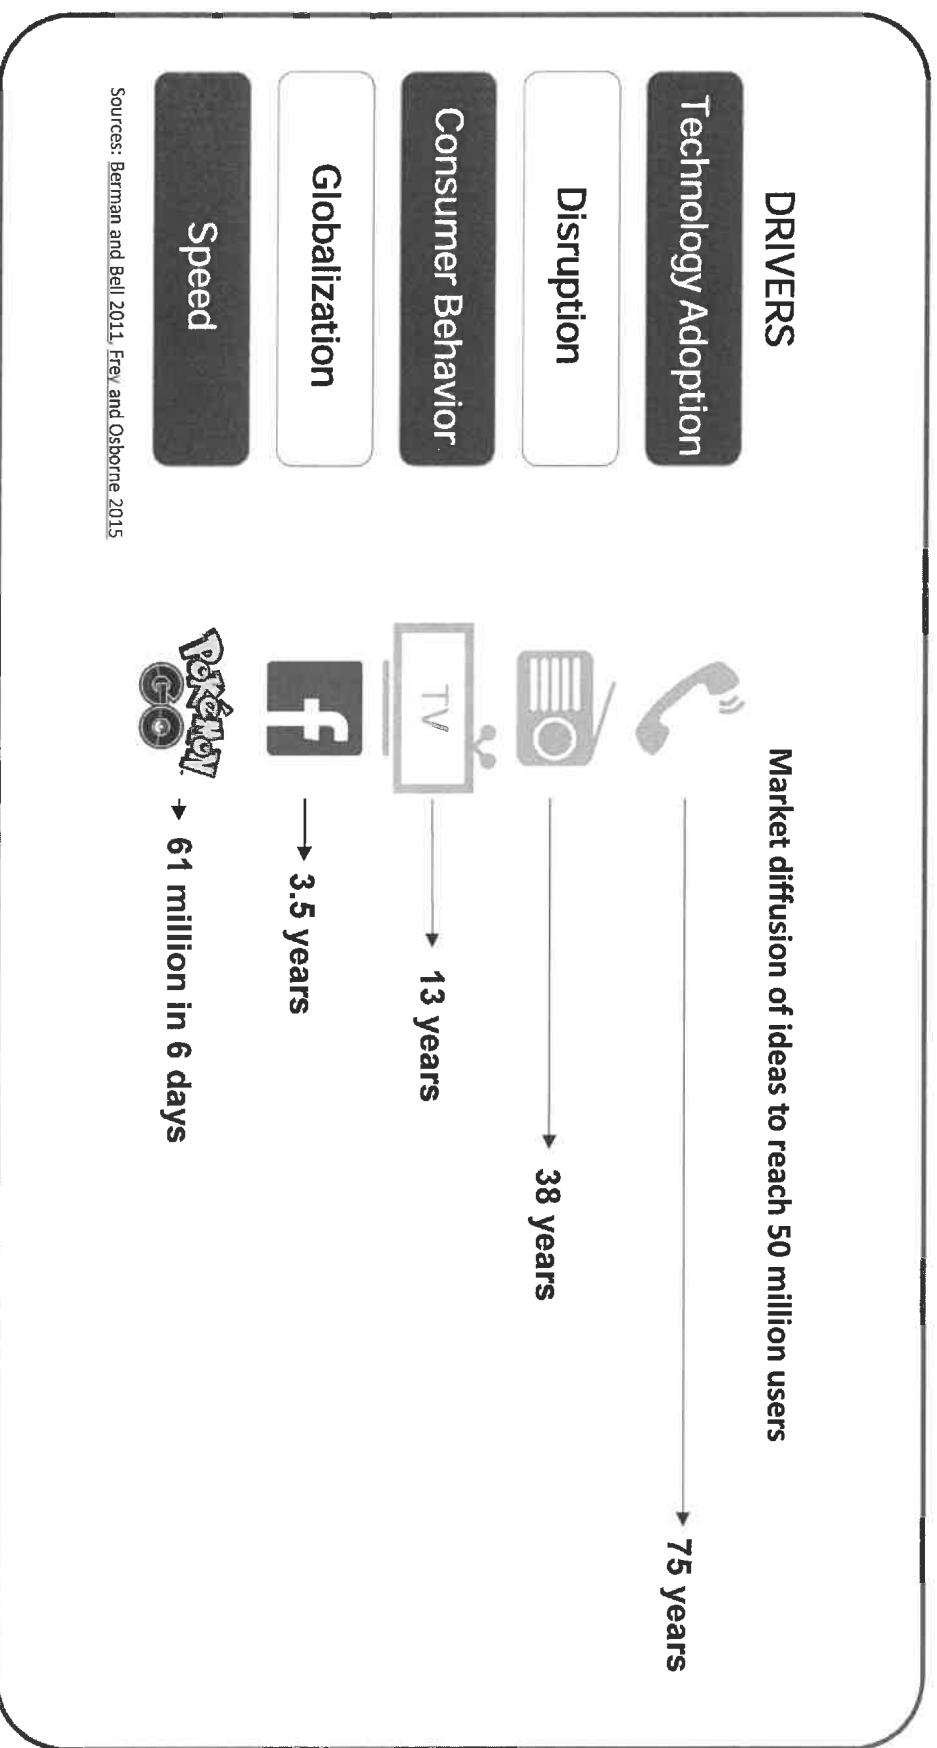 DRIVERS
Technology Adoption
Disruption
Consumer Behavior
Globalization
Speed
Sources: Berman and Bell 2011, Frey and Osborne 2015
Market diffusion of ideas to reach 50 million users
75 years
38 years
TV
13 years
f
3.5 years
POKéMON
GO
61 million in 6 days